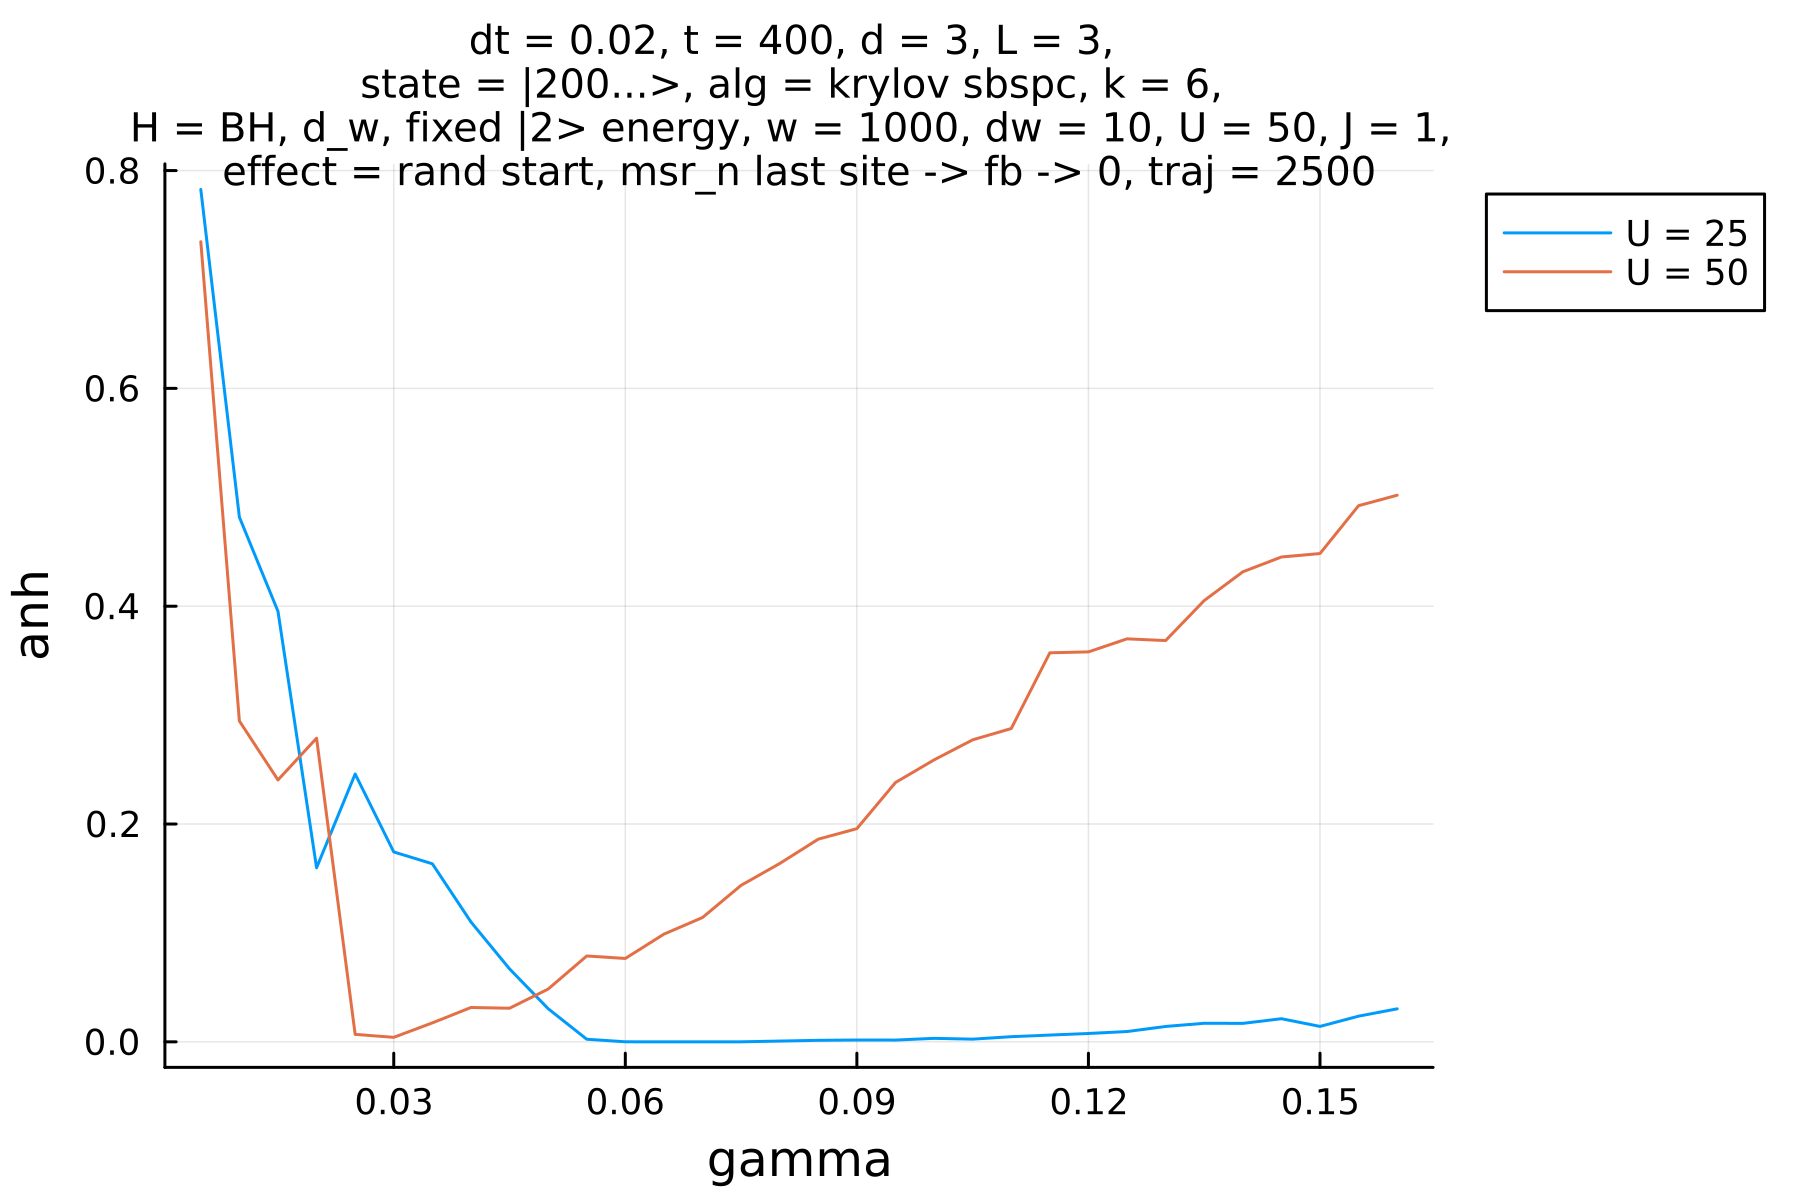 dt = 0.02, t = 400, d = 3, L = 3,
state = |200...>, alg = krylov sbspc, k = 6,
H = BH, d_w, fixed |2> energy, w = 1000, dw = 10, U = 50, J = 1,
effect = rand start, msr_n last site -> fb -> 0, traj = 2500
U = 25
U = 50
anh
0.8
0.6
0.4
0.2
0.0
0.03 0.06 0.09 0.12 0.15
gamma